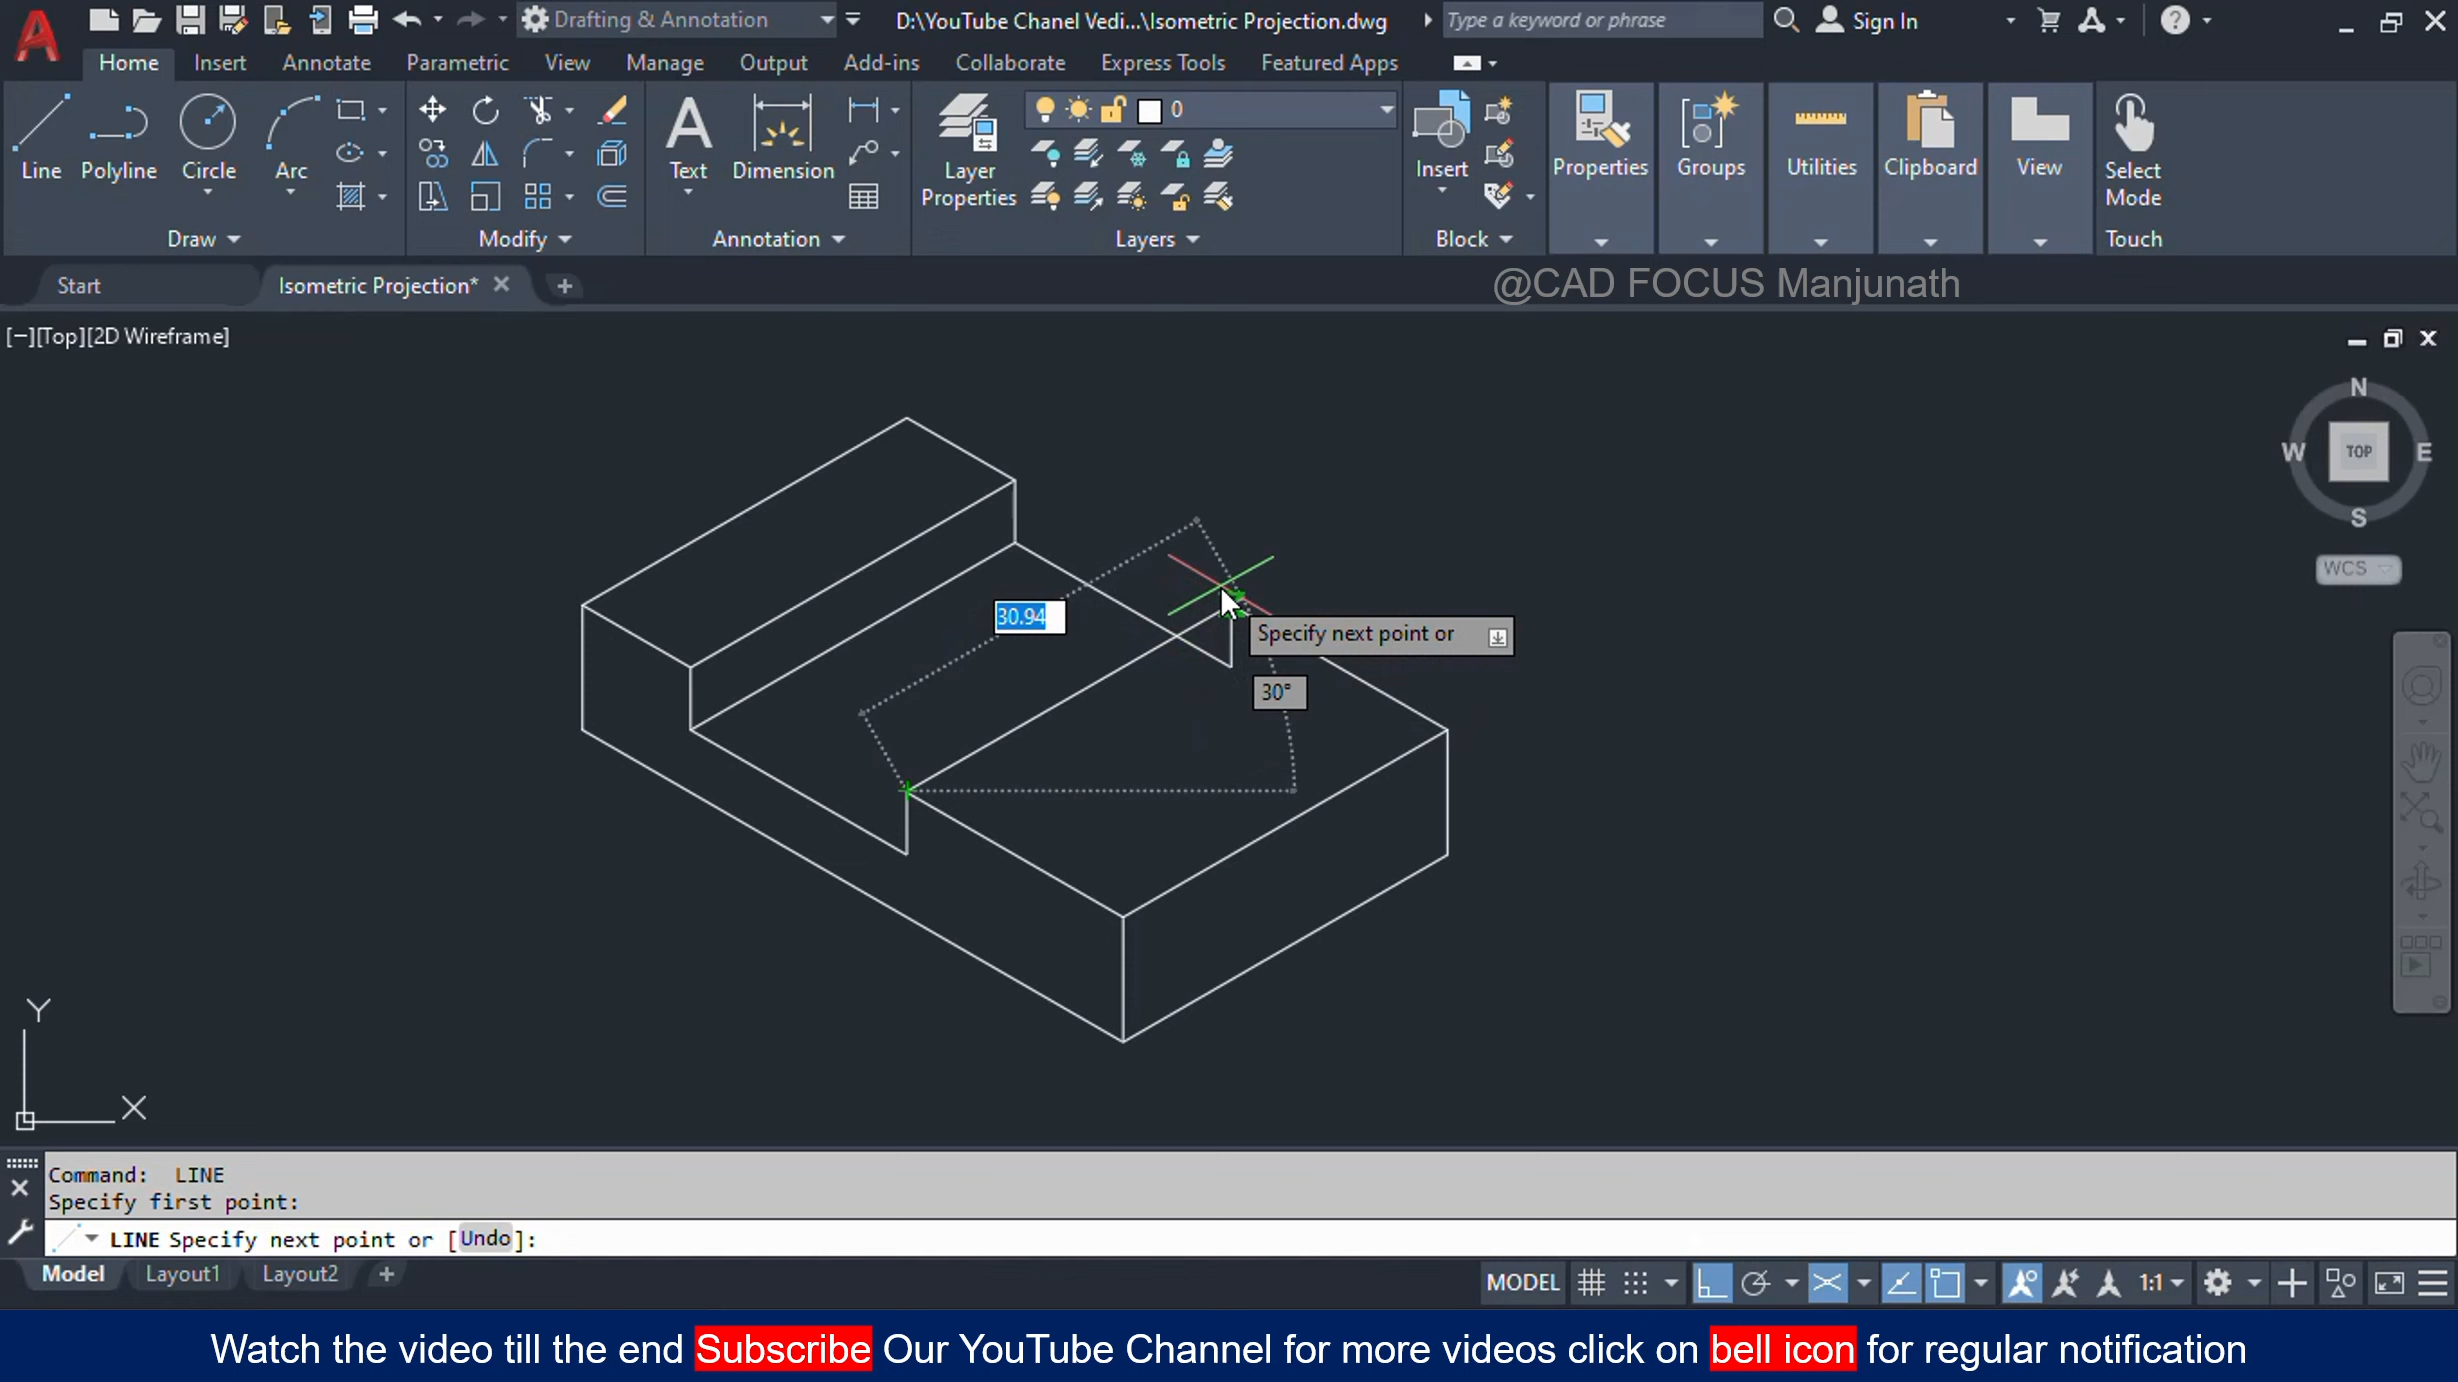 Drafting & Annotation
D:\YouTube Chanel Vedi...\Isometric Projection.dwg
Type a keyword or phrase
Sign In
Home Insert Annotate Parametric View Manage Output Add-ins Collaborate Express Tools Featured Apps
0
Line Polyline Circle Arc
Text Dimension
Layer Properties
Insert
Properties Groups Utilities Clipboard View
Select Mode
Draw Modify Annotation Layers Block Touch
Start Isometric Projection*
@CAD FOCUS Manjunath
[−][Top][2D Wireframe]
N
W TOP E
S
WCS
30.94
Specify next point or
30°
Y
X
Command: LINE
Specify first point:
LINE Specify next point or [Undo]:
Model Layout1 Layout2
MODEL 1:1
Watch the video till the end Subscribe Our YouTube Channel for more videos click on bell icon for regular notification